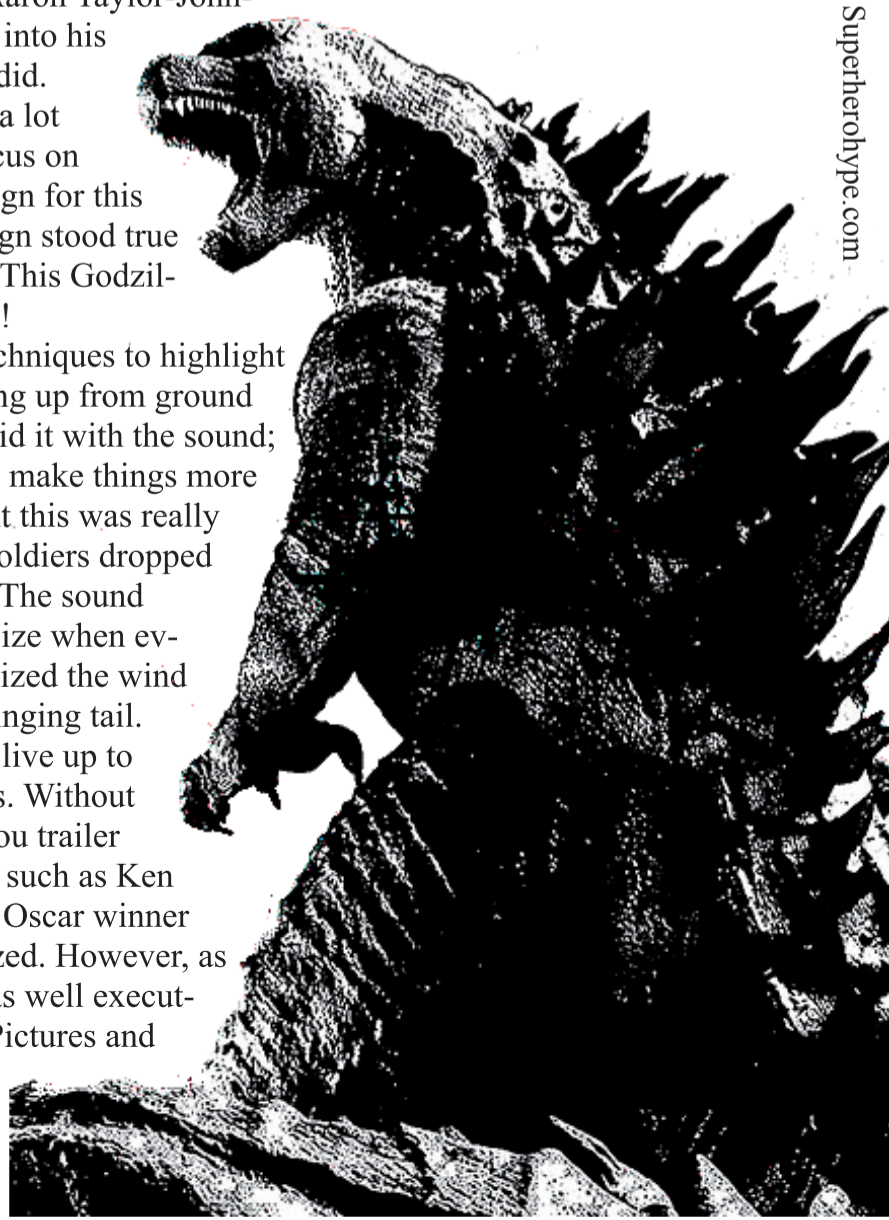 Aaron Taylor-John-
into his
did.
a lot
cus on
gn for this
gn stood true
This Godzil-
!
chniques to highlight
ng up from ground
id it with the sound;
make things more
t this was really
oldiers dropped
The sound
ize when ev-
ized the wind
nging tail.
live up to
s. Without
ou trailer
such as Ken
Oscar winner
zed. However, as
as well execut-
Pictures and
Superherohype.com